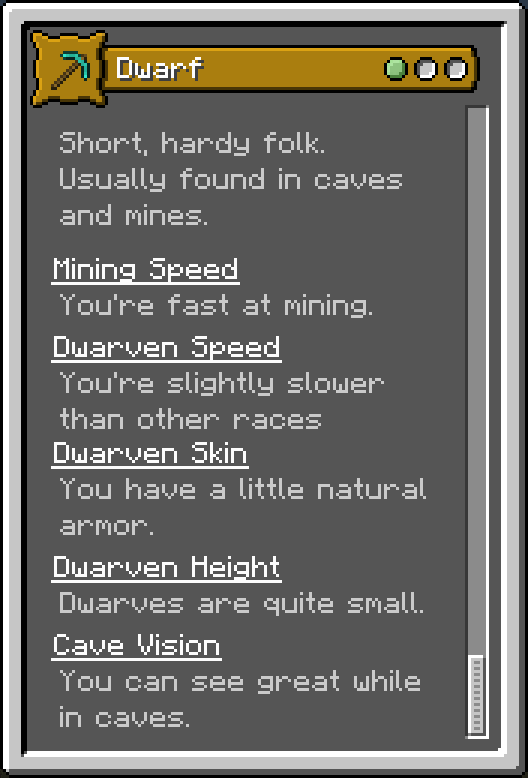 Dwarf
Short, hardy folk.
Usually found in caves
and mines.
Mining Speed
You're fast at mining.
Dwarven Speed
You're slightly slower
than other races
Dwarven Skin
You have a little natural
armor.
Dwarven Height
Dwarves are quite small.
Cave Vision
You can see great while
in caves.